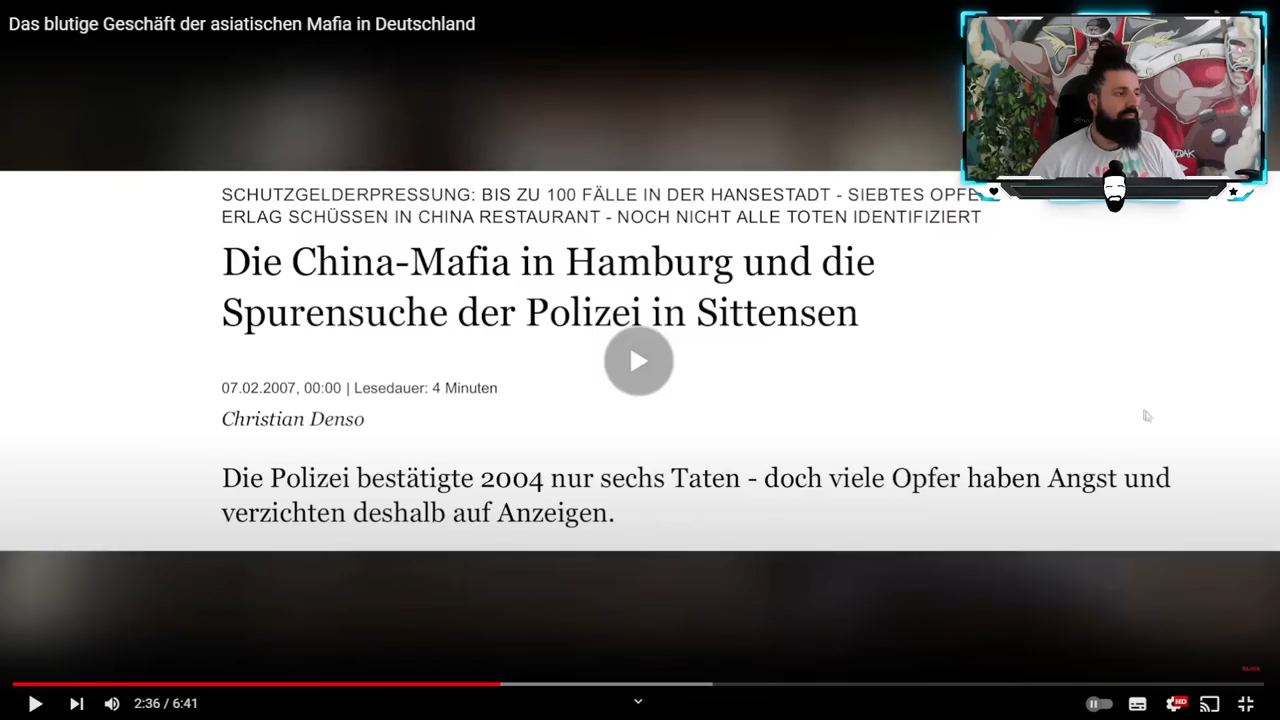 Das blutige Geschäft der asiatischen Mafia in Deutschland
SCHUTZGELDERPRESSUNG: BIS ZU 100 FÄLLE IN DER HANSESTADT - SIEBTES OPFE
ERLAG SCHÜSSEN IN CHINA RESTAURANT - NOCH NICHT ALLE TOTEN IDENTIFIZIERT
Die China-Mafia in Hamburg und die
Spurensuche der Polizei in Sittensen
07.02.2007, 00:00 | Lesedauer: 4 Minuten
Christian Denso
Die Polizei bestätigte 2004 nur sechs Taten - doch viele Opfer haben Angst und
verzichten deshalb auf Anzeigen.
2:36 / 6:41
HD